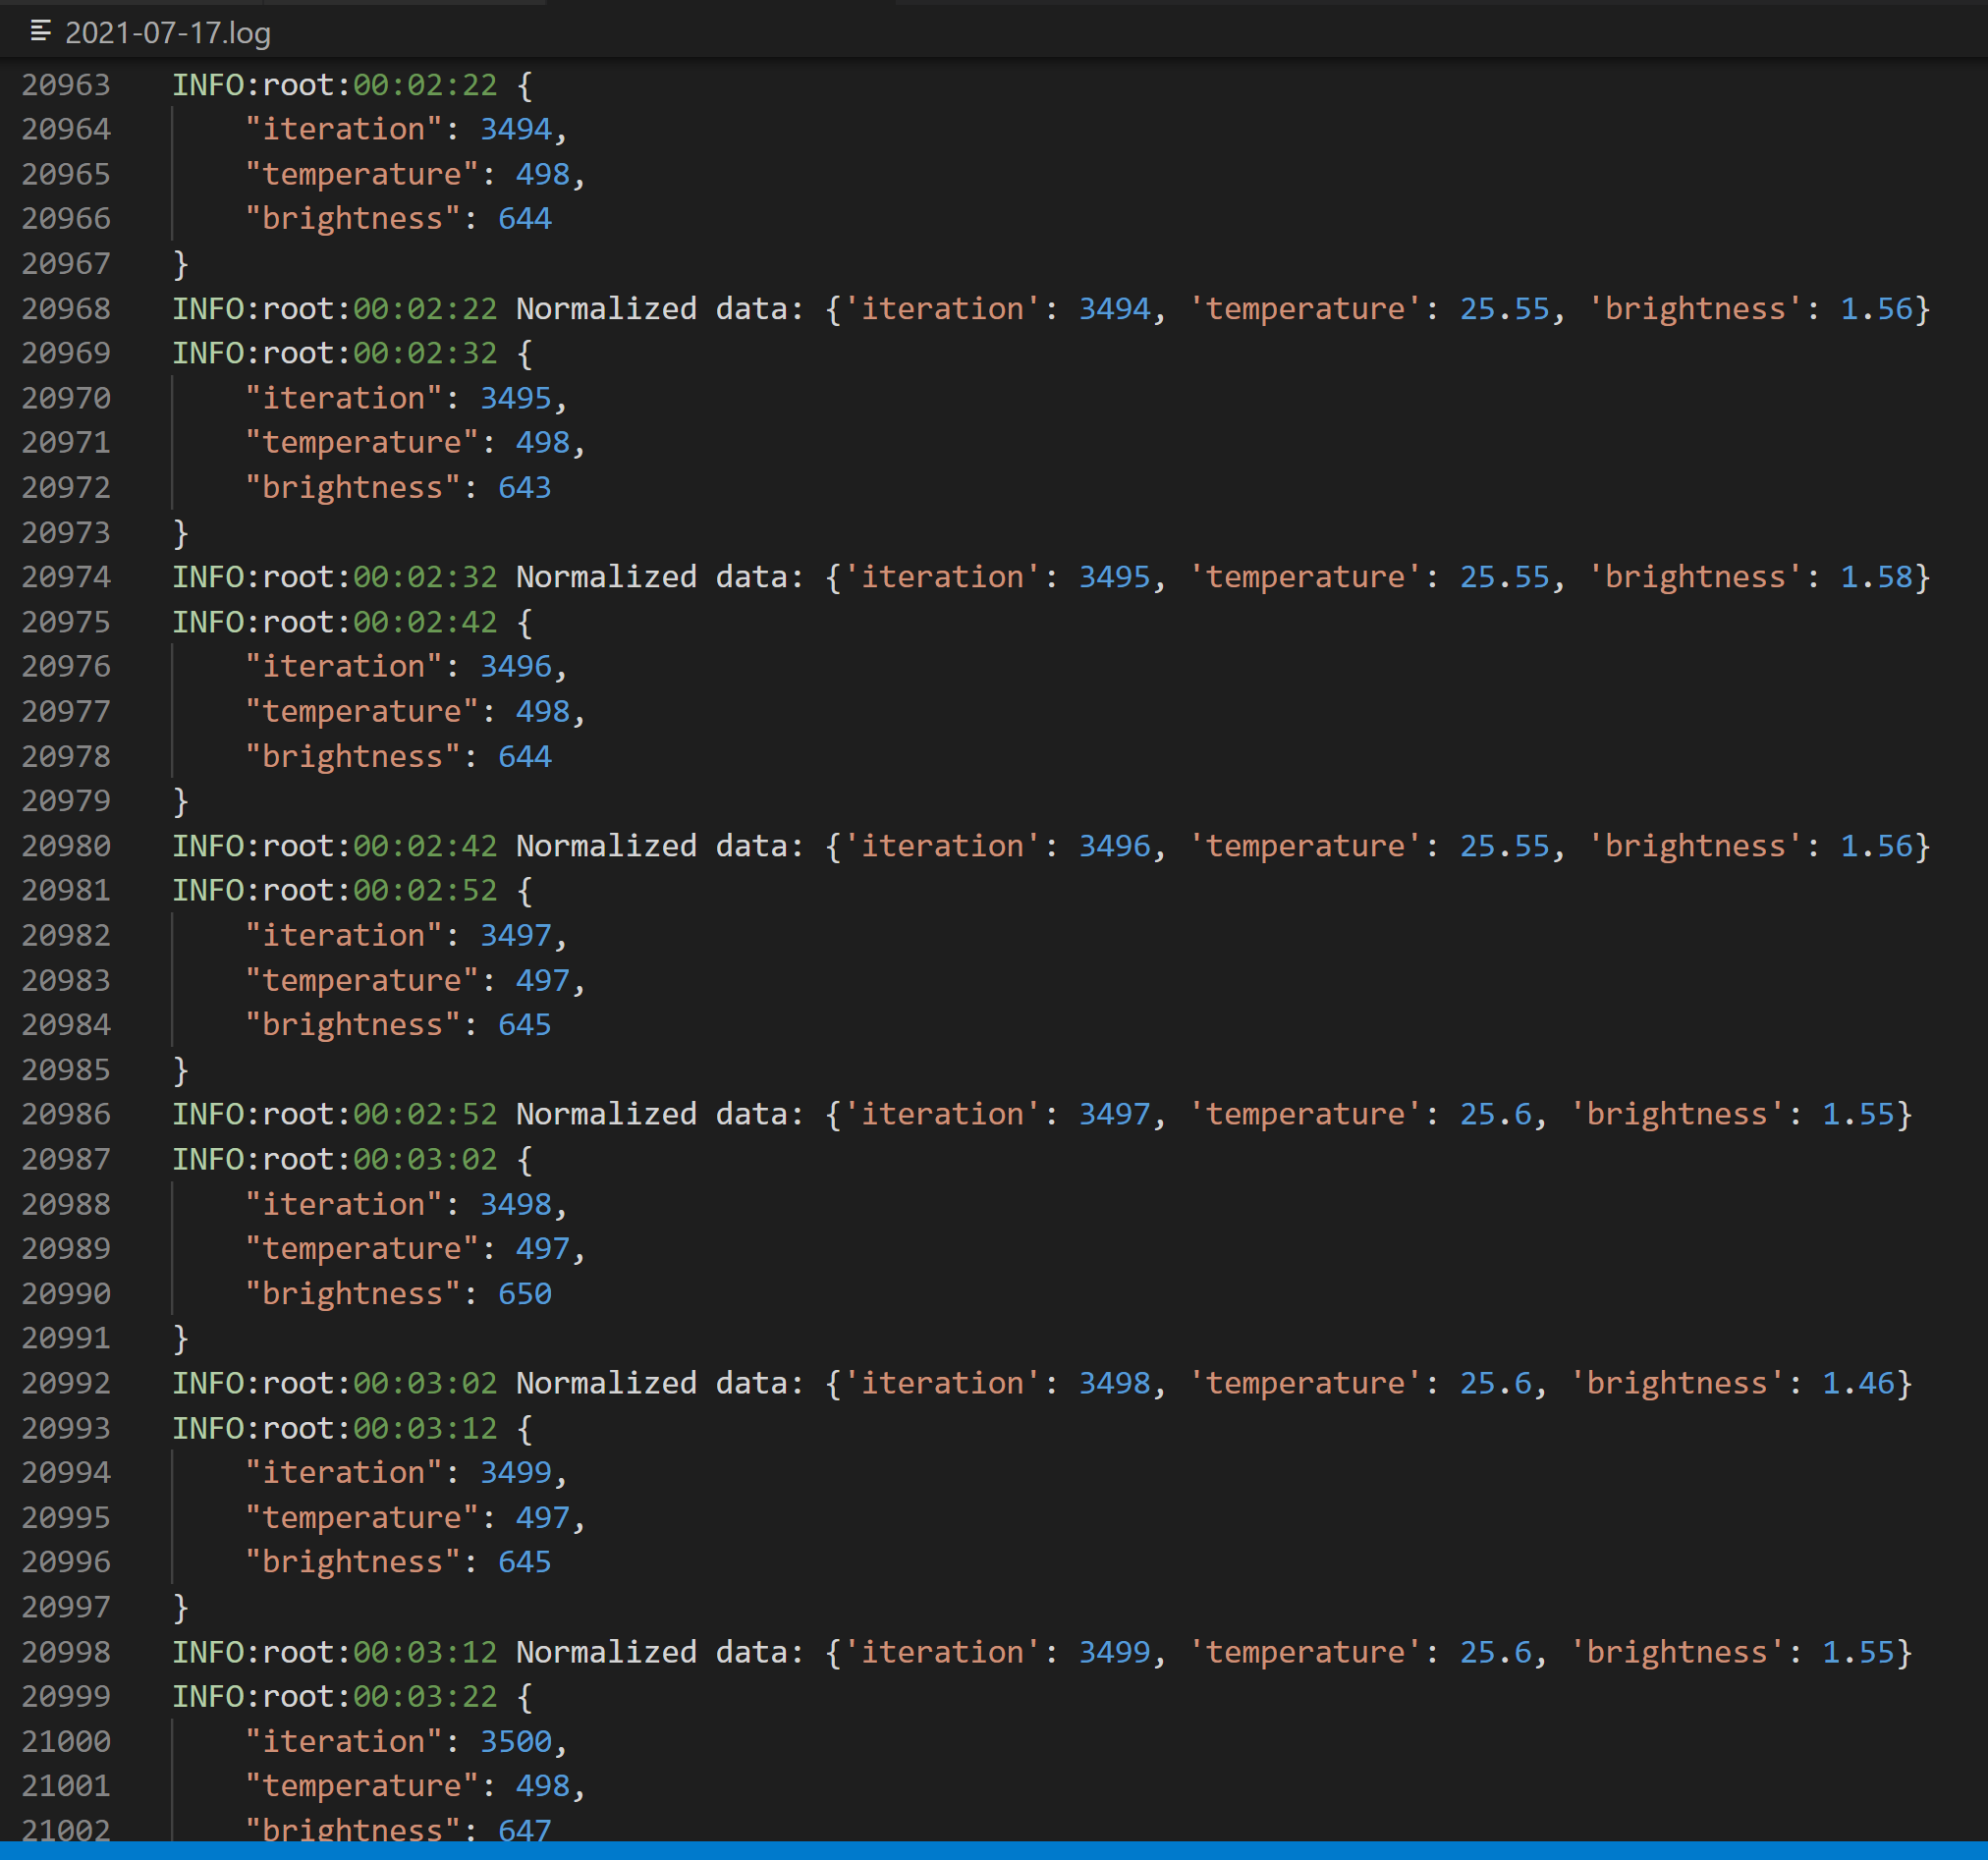 2021-07-17.log
20963 INFO:root:00:02:22 {
20964     "iteration": 3494,
20965     "temperature": 498,
20966     "brightness": 644
20967 }
20968 INFO:root:00:02:22 Normalized data: {'iteration': 3494, 'temperature': 25.55, 'brightness': 1.56}
20969 INFO:root:00:02:32 {
20970     "iteration": 3495,
20971     "temperature": 498,
20972     "brightness": 643
20973 }
20974 INFO:root:00:02:32 Normalized data: {'iteration': 3495, 'temperature': 25.55, 'brightness': 1.58}
20975 INFO:root:00:02:42 {
20976     "iteration": 3496,
20977     "temperature": 498,
20978     "brightness": 644
20979 }
20980 INFO:root:00:02:42 Normalized data: {'iteration': 3496, 'temperature': 25.55, 'brightness': 1.56}
20981 INFO:root:00:02:52 {
20982     "iteration": 3497,
20983     "temperature": 497,
20984     "brightness": 645
20985 }
20986 INFO:root:00:02:52 Normalized data: {'iteration': 3497, 'temperature': 25.6, 'brightness': 1.55}
20987 INFO:root:00:03:02 {
20988     "iteration": 3498,
20989     "temperature": 497,
20990     "brightness": 650
20991 }
20992 INFO:root:00:03:02 Normalized data: {'iteration': 3498, 'temperature': 25.6, 'brightness': 1.46}
20993 INFO:root:00:03:12 {
20994     "iteration": 3499,
20995     "temperature": 497,
20996     "brightness": 645
20997 }
20998 INFO:root:00:03:12 Normalized data: {'iteration': 3499, 'temperature': 25.6, 'brightness': 1.55}
20999 INFO:root:00:03:22 {
21000     "iteration": 3500,
21001     "temperature": 498,
21002     "brightness": 647